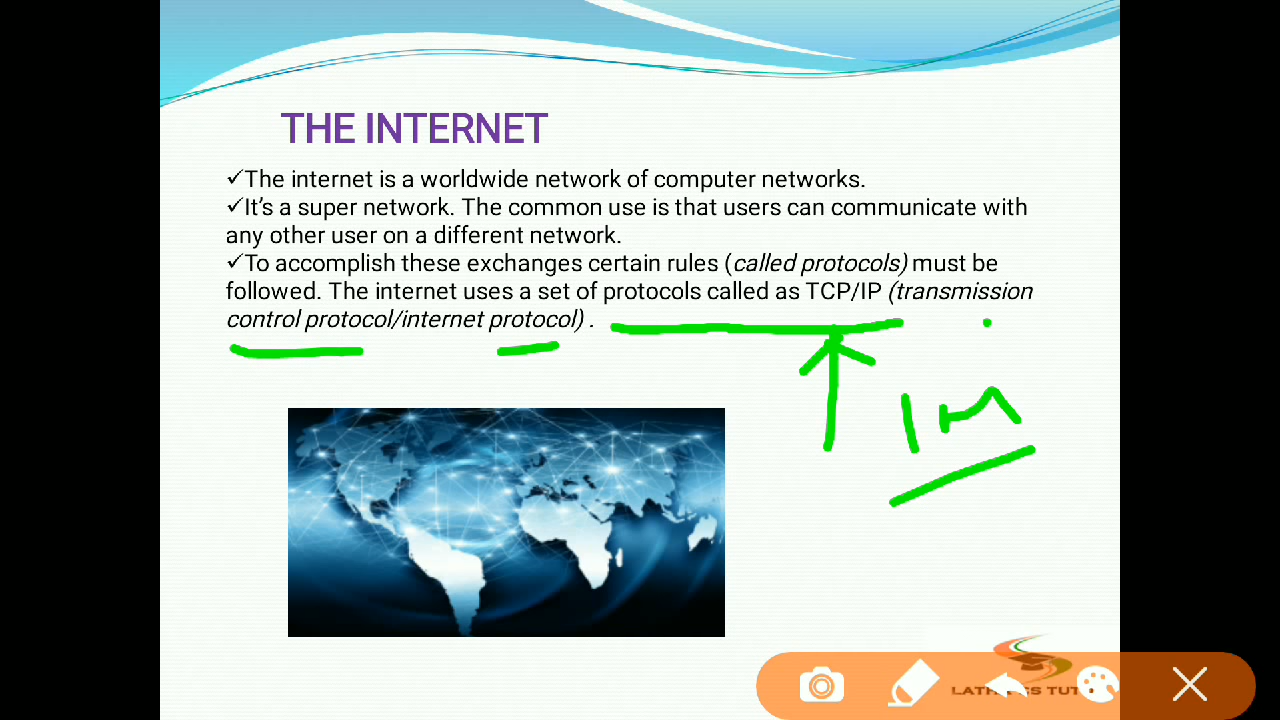 THE INTERNET
✓The internet is a worldwide network of computer networks.
✓It's a super network. The common use is that users can communicate with
any other user on a different network.
✓To accomplish these exchanges certain rules (called protocols) must be
followed. The internet uses a set of protocols called as TCP/IP (transmission
control protocol/internet protocol) .